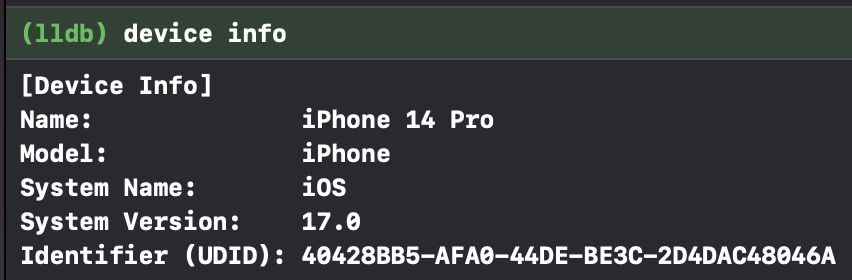 (lldb) device info
[Device Info]
Name: iPhone 14 Pro
Model: iPhone
System Name: iOS
System Version: 17.0
Identifier (UDID): 40428BB5-AFA0-44DE-BE3C-2D4DAC48046A